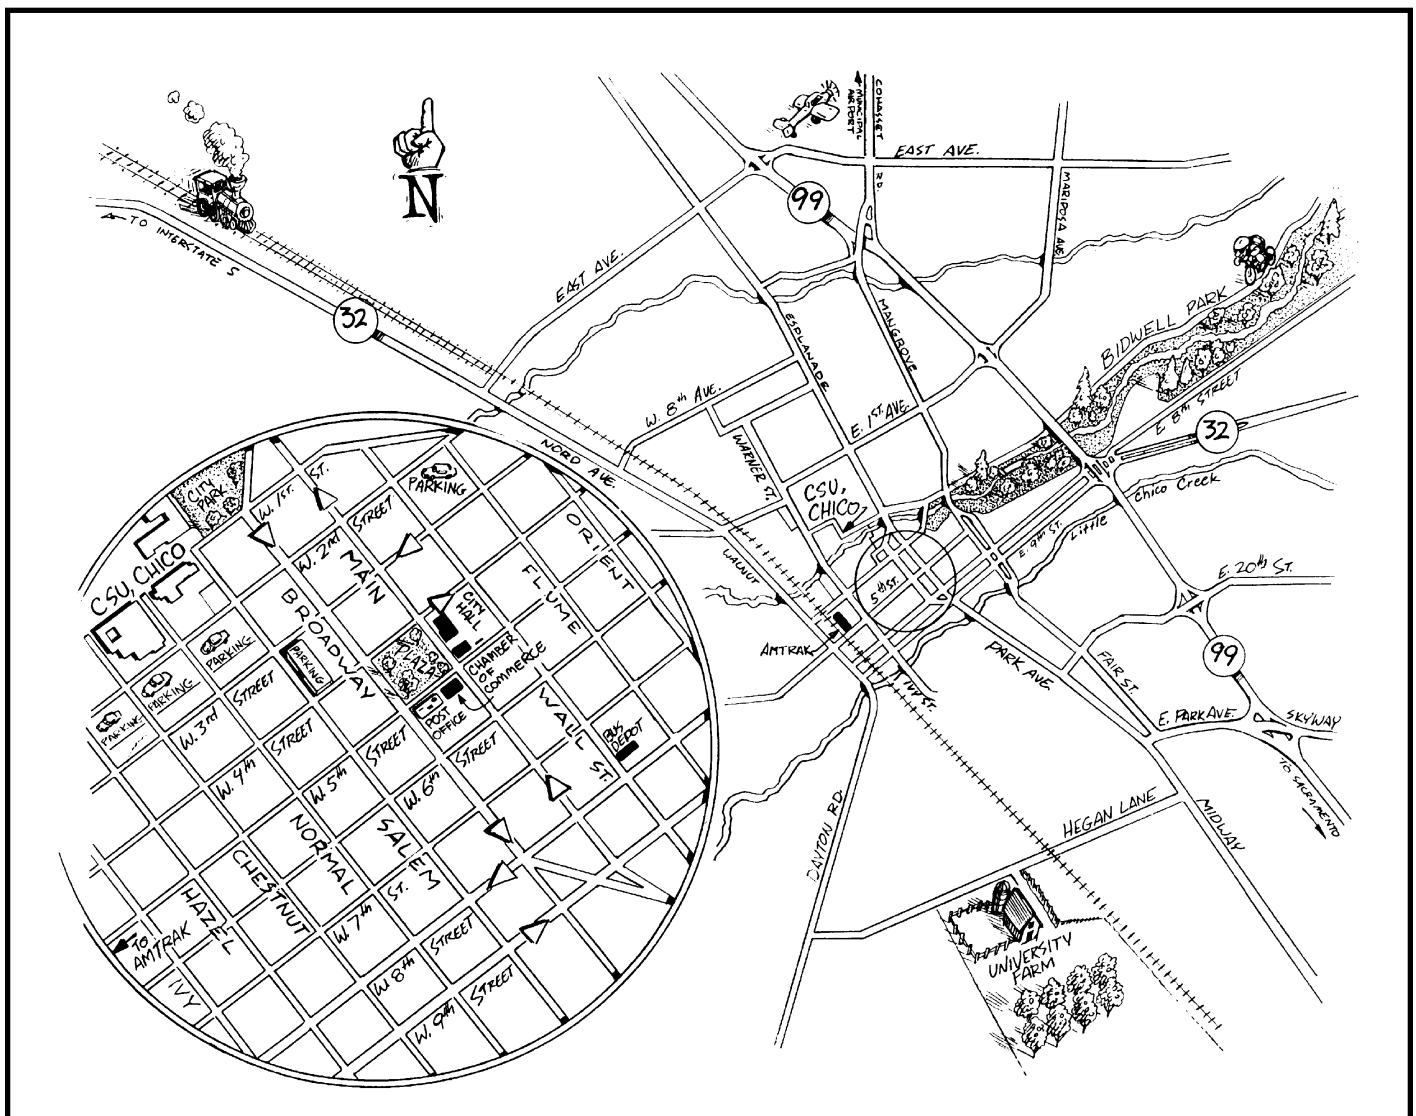 N
TO INTERSTATE 5
32
EAST AVE.
99
MUNICIPAL
AIRPORT
COHASSET
RD
EAST AVE.
MARIPOSA AVE.
ESPLANADE
MANGROVE
BIDWELL PARK
E. 8TH STREET
32
W. 8th AVE.
E. 1ST. AVE.
WARNER ST.
NORD AVE.
CSU,
CHICO
Chico Creek
Little
E. 9TH ST.
WALNUT
5TH ST.
E. 20th ST.
AMTRAK
IVY ST.
PARK AVE.
FAIR ST.
99
E. PARK AVE.
SKYWAY
TO SACRAMENTO
DAYTON RD.
HEGAN LANE
MIDWAY
UNIVERSITY
FARM
CITY
PARK
W. 1ST.
ST.
PARKING
W. 2nd
STREET
MAIN
ORIENT
FLUME
CSU, CHICO
BROADWAY
CITY
HALL
CHAMBER
OF
COMMERCE
PARKING
PARKING
PARKING
PARKING
POST
OFFICE
WALL
ST.
BUS
DEPOT
W. 3rd
STREET
W. 4th
STREET
W. 5th
STREET
W. 6th
STREET
NORMAL
SALEM
CHESTNUT
HAZEL
W. 7th
ST.
TO
AMTRAK
IVY
W. 8th
STREET
W. 9th
STREET